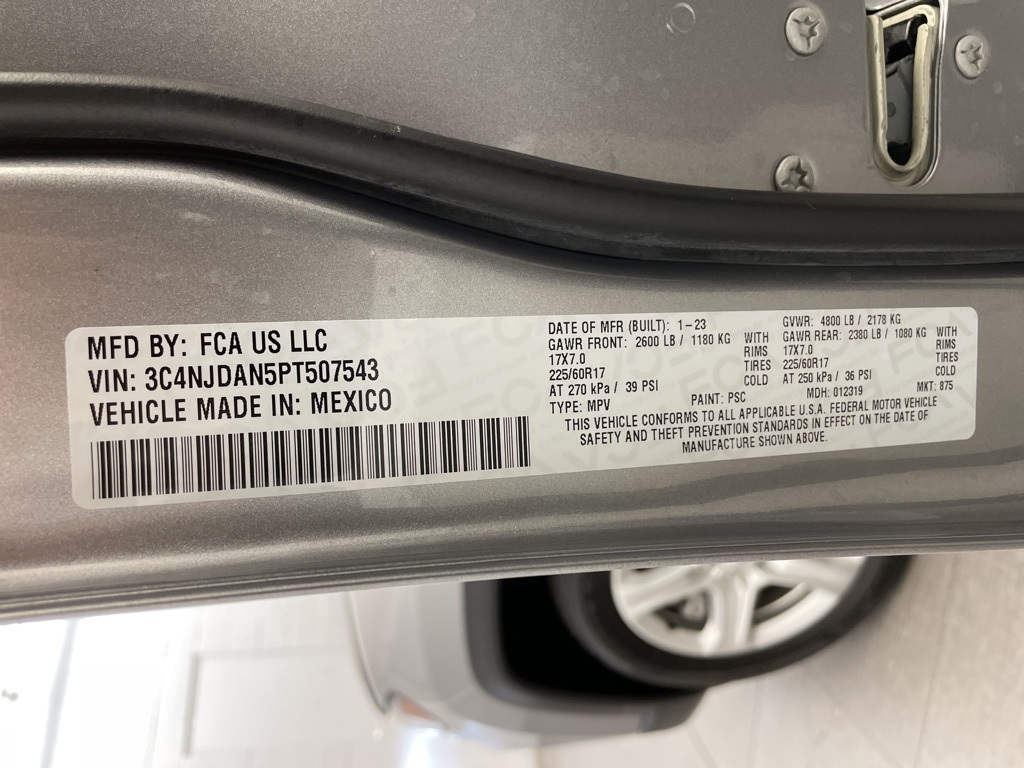 MFD BY: FCA US LLC
VIN: 3C4NJDAN5PT507543
VEHICLE MADE IN: MEXICO
DATE OF MFR (BUILT): 1-23
GAWR FRONT: 2600 LB / 1180 KG WITH
17X7.0 RIMS
225/60R17 TIRES
AT 270 kPa / 39 PSI COLD
TYPE: MPV PAINT: PSC
GVWR: 4800 LB / 2178 KG
GAWR REAR: 2380 LB / 1080 KG WITH
17X7.0 RIMS
225/60R17 TIRES
AT 250 kPa / 36 PSI COLD
MDH: 012319 MKT: 875
THIS VEHICLE CONFORMS TO ALL APPLICABLE U.S.A. FEDERAL MOTOR VEHICLE
SAFETY AND THEFT PREVENTION STANDARDS IN EFFECT ON THE DATE OF
MANUFACTURE SHOWN ABOVE.